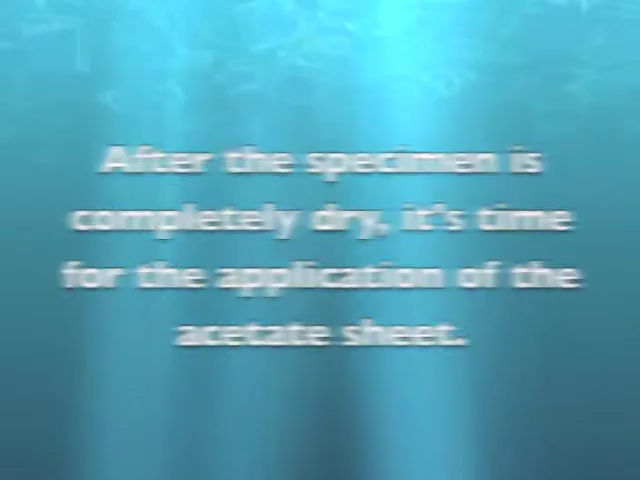 After the specimen is
completely dry, it's time
for the application of the
acetate sheet.